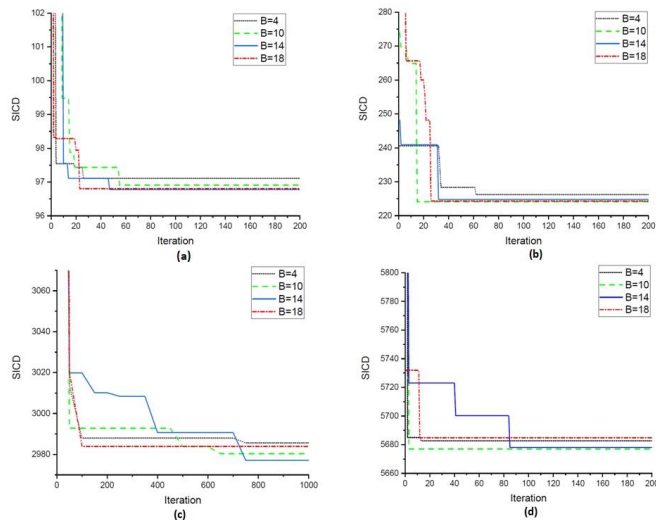 102
101
100
99
98
97
96
SICD
0 20 40 60 80 100 120 140 160 180 200
Iteration
B=4
B=10
B=14
B=18
(a)
280
270
260
250
240
230
220
SICD
0 20 40 60 80 100 120 140 160 180 200
Iteration
B=4
B=10
B=14
B=18
(b)
3060
3040
3020
3000
2980
SICD
0 200 400 600 800 1000
Iteration
B=4
B=10
B=14
B=18
(c)
5800
5780
5760
5740
5720
5700
5680
5660
SICD
0 20 40 60 80 100 120 140 160 180 200
Iteration
B=4
B=10
B=14
B=18
(d)